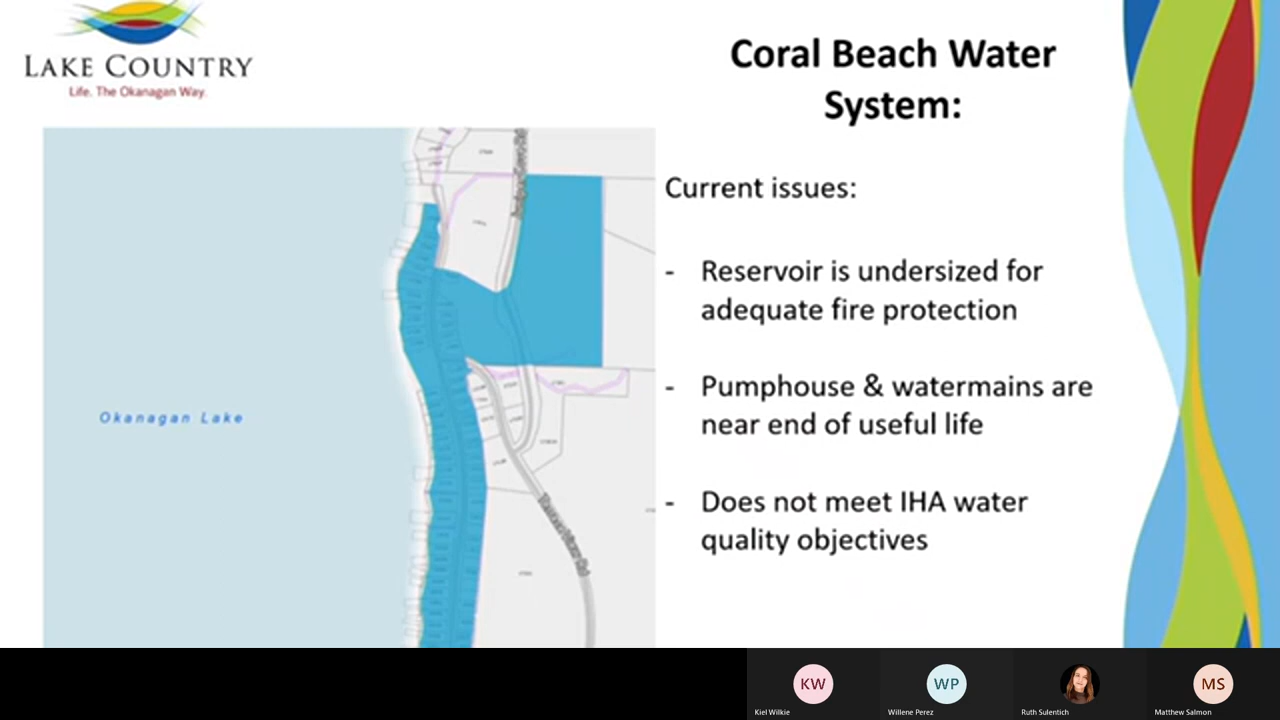 LAKE COUNTRY
Life. The Okanagan Way.
Coral Beach Water
System:
Current issues:
- Reservoir is undersized for
adequate fire protection
- Pumphouse & watermains are
near end of useful life
- Does not meet IHA water
quality objectives
Okanagan Lake
KW
WP
MS
Kiel Wilkie
Willene Perez
Ruth Sulentich
Matthew Salmon